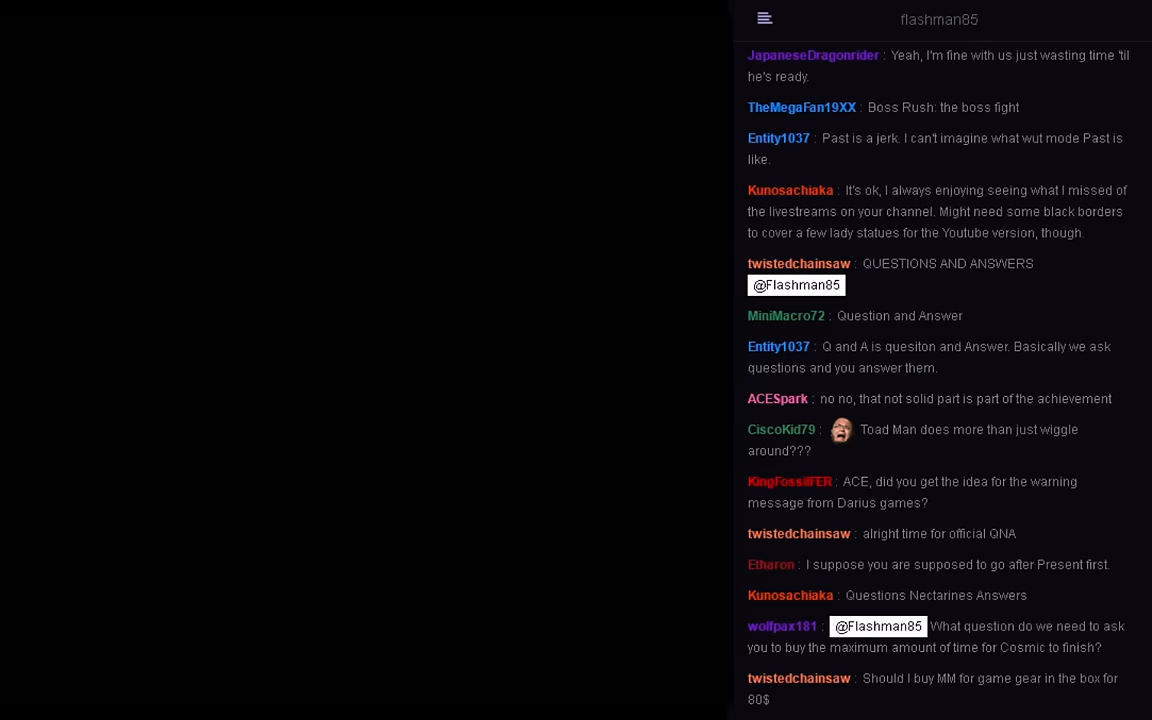 flashman85
JapaneseDragonrider : Yeah, I'm fine with us just wasting time 'til
he's ready.
TheMegaFan19XX : Boss Rush: the boss fight
Entity1037 : Past is a jerk. I can't imagine what wut mode Past is
like.
Kunosachiaka : It's ok, I always enjoying seeing what I missed of
the livestreams on your channel. Might need some black borders
to cover a few lady statues for the Youtube version, though.
twistedchainsaw : QUESTIONS AND ANSWERS
@Flashman85
MiniMacro72 : Question and Answer
Entity1037 : Q and A is quesiton and Answer. Basically we ask
questions and you answer them.
ACESpark : no no, that not solid part is part of the achievement
CiscoKid79 : Toad Man does more than just wiggle
around???
KingFossilFER : ACE, did you get the idea for the warning
message from Darius games?
twistedchainsaw : alright time for official QNA
Etharon : I suppose you are supposed to go after Present first.
Kunosachiaka : Questions Nectarines Answers
wolfpax181 : @Flashman85 What question do we need to ask
you to buy the maximum amount of time for Cosmic to finish?
twistedchainsaw : Should I buy MM for game gear in the box for
80$